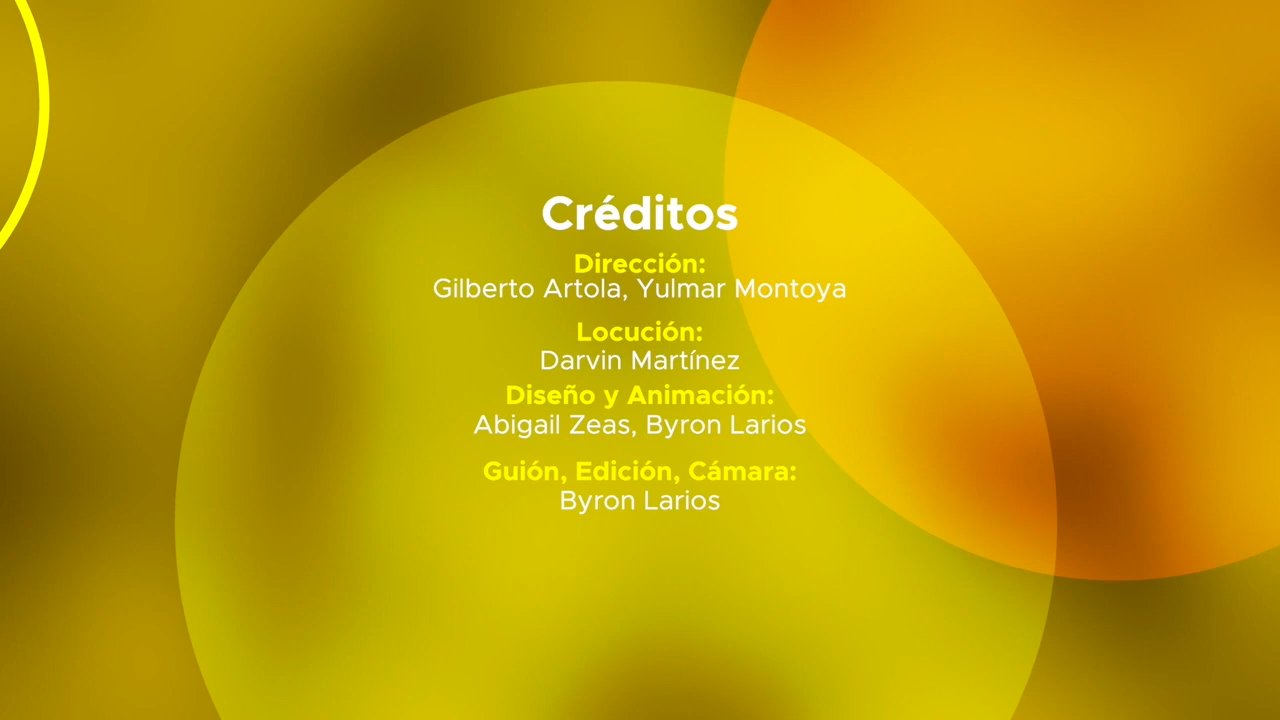 Créditos
Dirección:
Gilberto Artola, Yulmar Montoya
Locución:
Darvin Martínez
Diseño y Animación:
Abigail Zeas, Byron Larios
Guión, Edición, Cámara:
Byron Larios